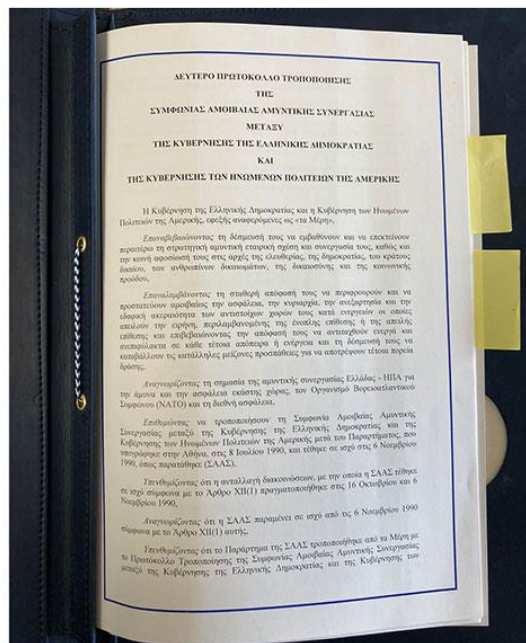 ΔΕΥΤΕΡΟ ΠΡΩΤΟΚΟΛΛΟ ΤΡΟΠΟΠΟΙΗΣΗΣ
ΤΗΣ
ΣΥΜΦΩΝΙΑΣ ΑΜΟΙΒΑΙΑΣ ΑΜΥΝΤΙΚΗΣ ΣΥΝΕΡΓΑΣΙΑΣ
ΜΕΤΑΞΥ
ΤΗΣ ΚΥΒΕΡΝΗΣΗΣ ΤΗΣ ΕΛΛΗΝΙΚΗΣ ΔΗΜΟΚΡΑΤΙΑΣ
ΚΑΙ
ΤΗΣ ΚΥΒΕΡΝΗΣΗΣ ΤΩΝ ΗΝΩΜΕΝΩΝ ΠΟΛΙΤΕΙΩΝ ΤΗΣ ΑΜΕΡΙΚΗΣ
Η Κυβέρνηση της Ελληνικής Δημοκρατίας και η Κυβέρνηση των Ηνωμένων
Πολιτειών της Αμερικής, εφεξής αναφερόμενες ως «τα Μέρη»,
Επαναβεβαιώνοντας τη δέσμευσή τους να εμβαθύνουν και να επεκτείνουν
περαιτέρω τη στρατηγική αμυντική εταιρική σχέση και συνεργασία τους, καθώς και
την κοινή αφοσίωσή τους στις αρχές της ελευθερίας, της δημοκρατίας, του κράτους
δικαίου, των ανθρωπίνων δικαιωμάτων, της δικαιοσύνης και της κοινωνικής
προόδου,
Επαναλαμβάνοντας τη σταθερή απόφασή τους να περιφρουρούν και να
προστατεύουν αμοιβαίως την ασφάλεια, την κυριαρχία, την ανεξαρτησία και την
εδαφική ακεραιότητα των αντιστοίχων χωρών τους κατά ενεργειών οι οποίες
απειλούν την ειρήνη, περιλαμβανομένης της ένοπλης επίθεσης ή της απειλής
επίθεσης και επιβεβαιώνοντας την απόφασή τους να αντιταχθούν ενεργά και
ανεπιφύλακτα σε κάθε τέτοια απόπειρα ή ενέργεια και τη δέσμευσή τους να
καταβάλλουν τις κατάλληλες μείζονες προσπάθειες για να αποτρέψουν τέτοια πορεία
δράσης,
Αναγνωρίζοντας τη σημασία της αμυντικής συνεργασίας Ελλάδας - ΗΠΑ για
την άμυνα και την ασφάλεια εκάστης χώρας, τον Οργανισμό Βορειοατλαντικού
Συμφώνου (ΝΑΤΟ) και τη διεθνή ασφάλεια,
Επιθυμώντας να τροποποιήσουν τη Συμφωνία Αμοιβαίας Αμυντικής
Συνεργασίας μεταξύ της Κυβέρνησης της Ελληνικής Δημοκρατίας και της
Κυβέρνησης των Ηνωμένων Πολιτειών της Αμερικής μετά του Παραρτήματος, που
υπογράφηκε στην Αθήνα, στις 8 Ιουλίου 1990, και τέθηκε σε ισχύ στις 6 Νοεμβρίου
1990, όπως παρατάθηκε (ΣΑΑΣ),
Υπενθυμίζοντας ότι η ανταλλαγή διακοινώσεων, με την οποία η ΣΑΑΣ τέθηκε
σε ισχύ σύμφωνα με το Άρθρο XII(1) πραγματοποιήθηκε στις 16 Οκτωβρίου και 6
Νοεμβρίου 1990,
Αναγνωρίζοντας ότι η ΣΑΑΣ παραμένει σε ισχύ από τις 6 Νοεμβρίου 1990
σύμφωνα με το Άρθρο XII(1) αυτής,
Υπενθυμίζοντας ότι το Παράρτημα της ΣΑΑΣ τροποποιήθηκε από τα Μέρη με
το Πρωτόκολλο Τροποποίησης της Συμφωνίας Αμοιβαίας Αμυντικής Συνεργασίας
μεταξύ της Κυβέρνησης της Ελληνικής Δημοκρατίας και της Κυβέρνησης των